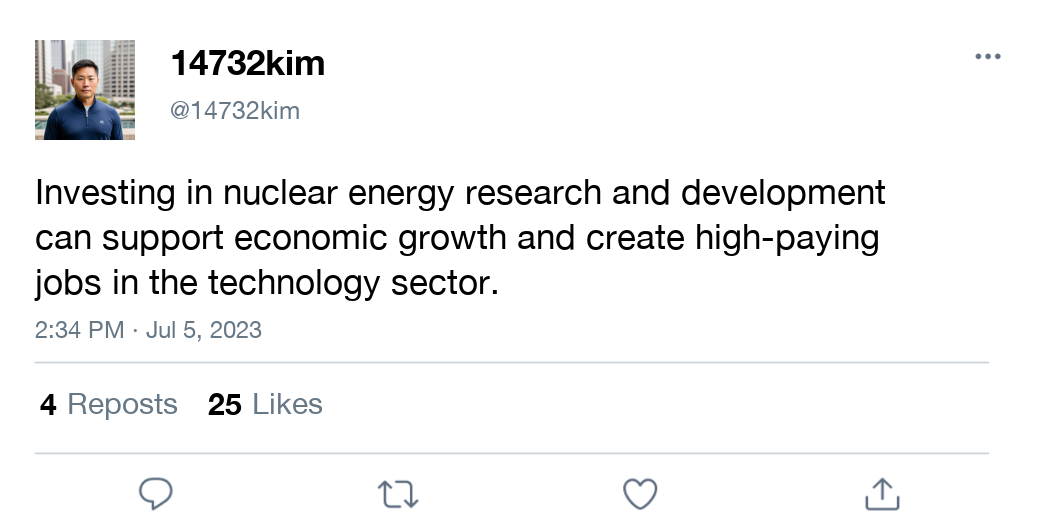 14732kim
@14732kim
Investing in nuclear energy research and development
can support economic growth and create high-paying
jobs in the technology sector.
2:34 PM · Jul 5, 2023
4 Reposts 25 Likes